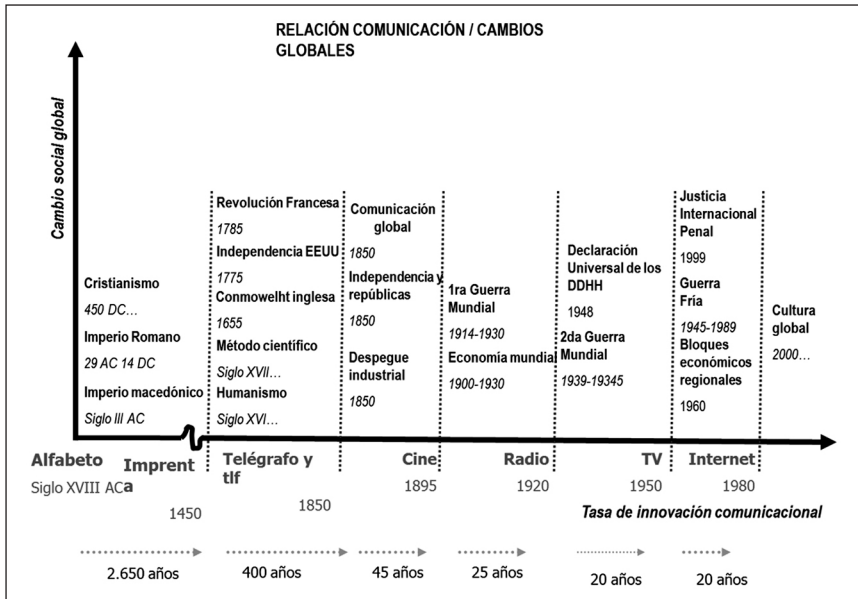 RELACIÓN COMUNICACIÓN / CAMBIOS
GLOBALES
Cambio social global
Cristianismo
450 DC…
Imperio Romano
29 AC 14 DC
Imperio macedónico
Siglo III AC
Revolución Francesa
1785
Independencia EEUU
1775
Conmowelht inglesa
1655
Método científico
Siglo XVII…
Humanismo
Siglo XVI…
Comunicación
global
1850
Independencia y
repúblicas
1850
Despegue
industrial
1850
1ra Guerra
Mundial
1914-1930
Economía mundial
1900-1930
Declaración
Universal de los
DDHH
1948
2da Guerra
Mundial
1939-19345
Justicia
Internacional
Penal
1999
Guerra
Fría
1945-1989
Bloques
económicos
regionales
1960
Cultura
global
2000…
Alfabeto
Siglo XVIII AC
Imprent
a
1450
Telégrafo y
tlf
1850
Cine
1895
Radio
1920
TV
1950
Internet
1980
Tasa de innovación comunicacional
2.650 años
400 años
45 años
25 años
20 años
20 años